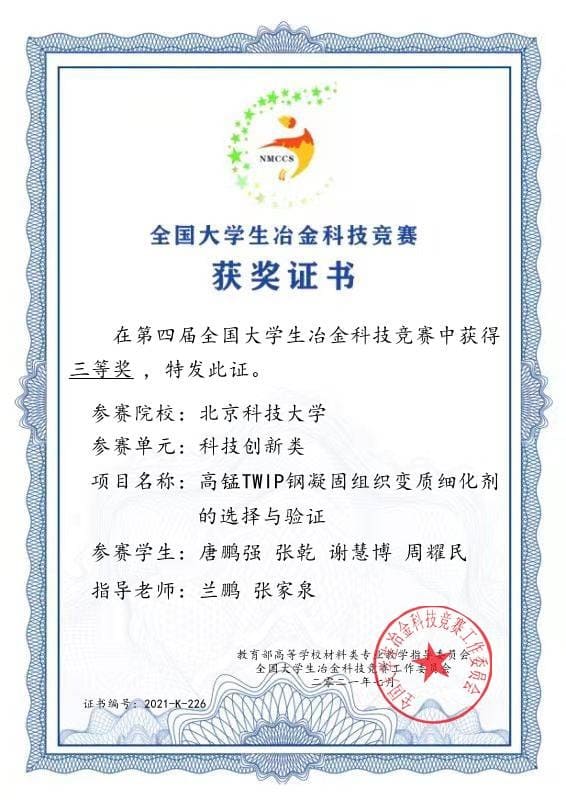 NMCCS
全国大学生冶金科技竞赛
获奖证书
在第四届全国大学生冶金科技竞赛中获得
三等奖 ，特发此证。
参赛院校：北京科技大学
参赛单元：科技创新类
项目名称：高锰TWIP钢凝固组织变质细化剂
的选择与验证
参赛学生：唐鹏强 张乾 谢慧博 周耀民
指导老师：兰鹏 张家泉
教育部高等学校材料类专业教学指导委员会
全国大学生冶金科技竞赛工作委员会
二零二一年七月
证书编号：2021-K-226
全国大学生冶金科技竞赛工作委员会